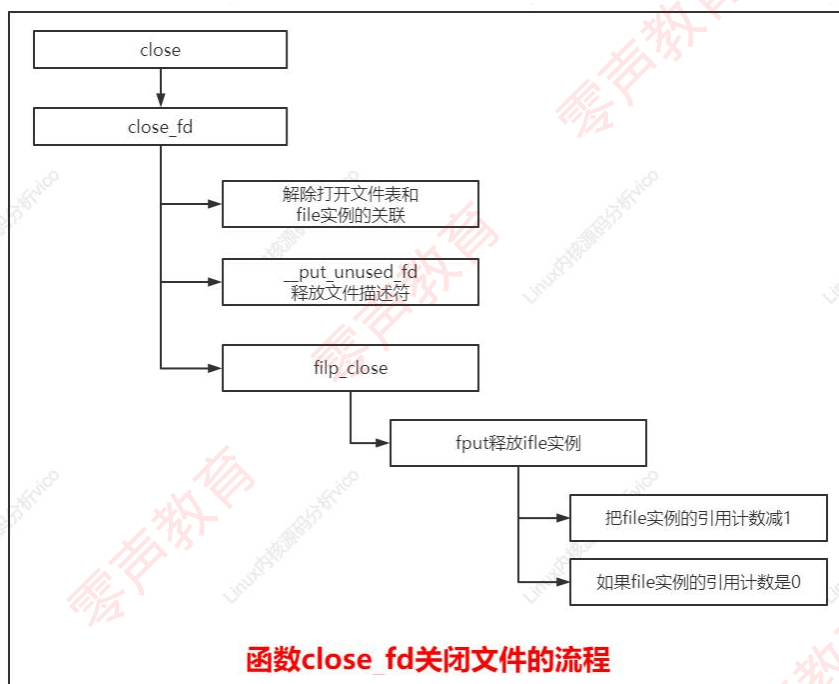 close
close_fd
解除打开文件表和
file实例的关联
__put_unused_fd
释放文件描述符
filp_close
fput释放ifle实例
把file实例的引用计数减1
如果file实例的引用计数是0
函数close_fd关闭文件的流程
零声教育
零声教育
零声教育
Linux内核源码分析vico
Linux内核源码分析vico
Linux内核源码分析vico